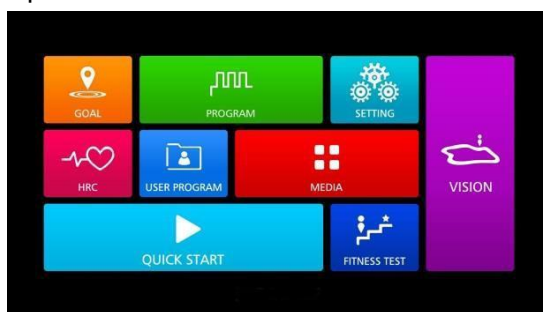 GOAL
PROGRAM
SETTING
HRC
USER PROGRAM
MEDIA
VISION
QUICK START
FITNESS TEST